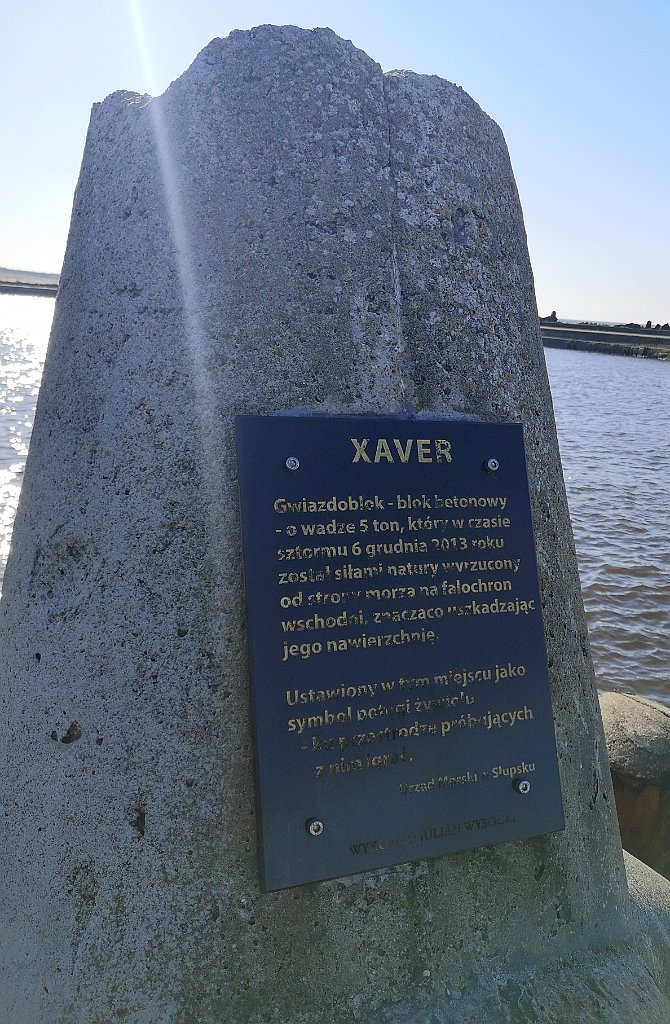 XAVER
Gwiazdoblok - blok betonowy
- o wadze 5 ton, który w czasie
sztormu 6 grudnia 2013 roku
został siłami natury wyrzucony
od strony morza na falochron
wschodni, znacząco uszkadzając
jego nawierzchnię.
Ustawiony w tym miejscu jako
symbol potęgi żywiołu
- ku przestrodze próbujących
z nim igrać.
Urząd Morski w Słupsku
WYKONAŁ: JULIAN WYSOCKI